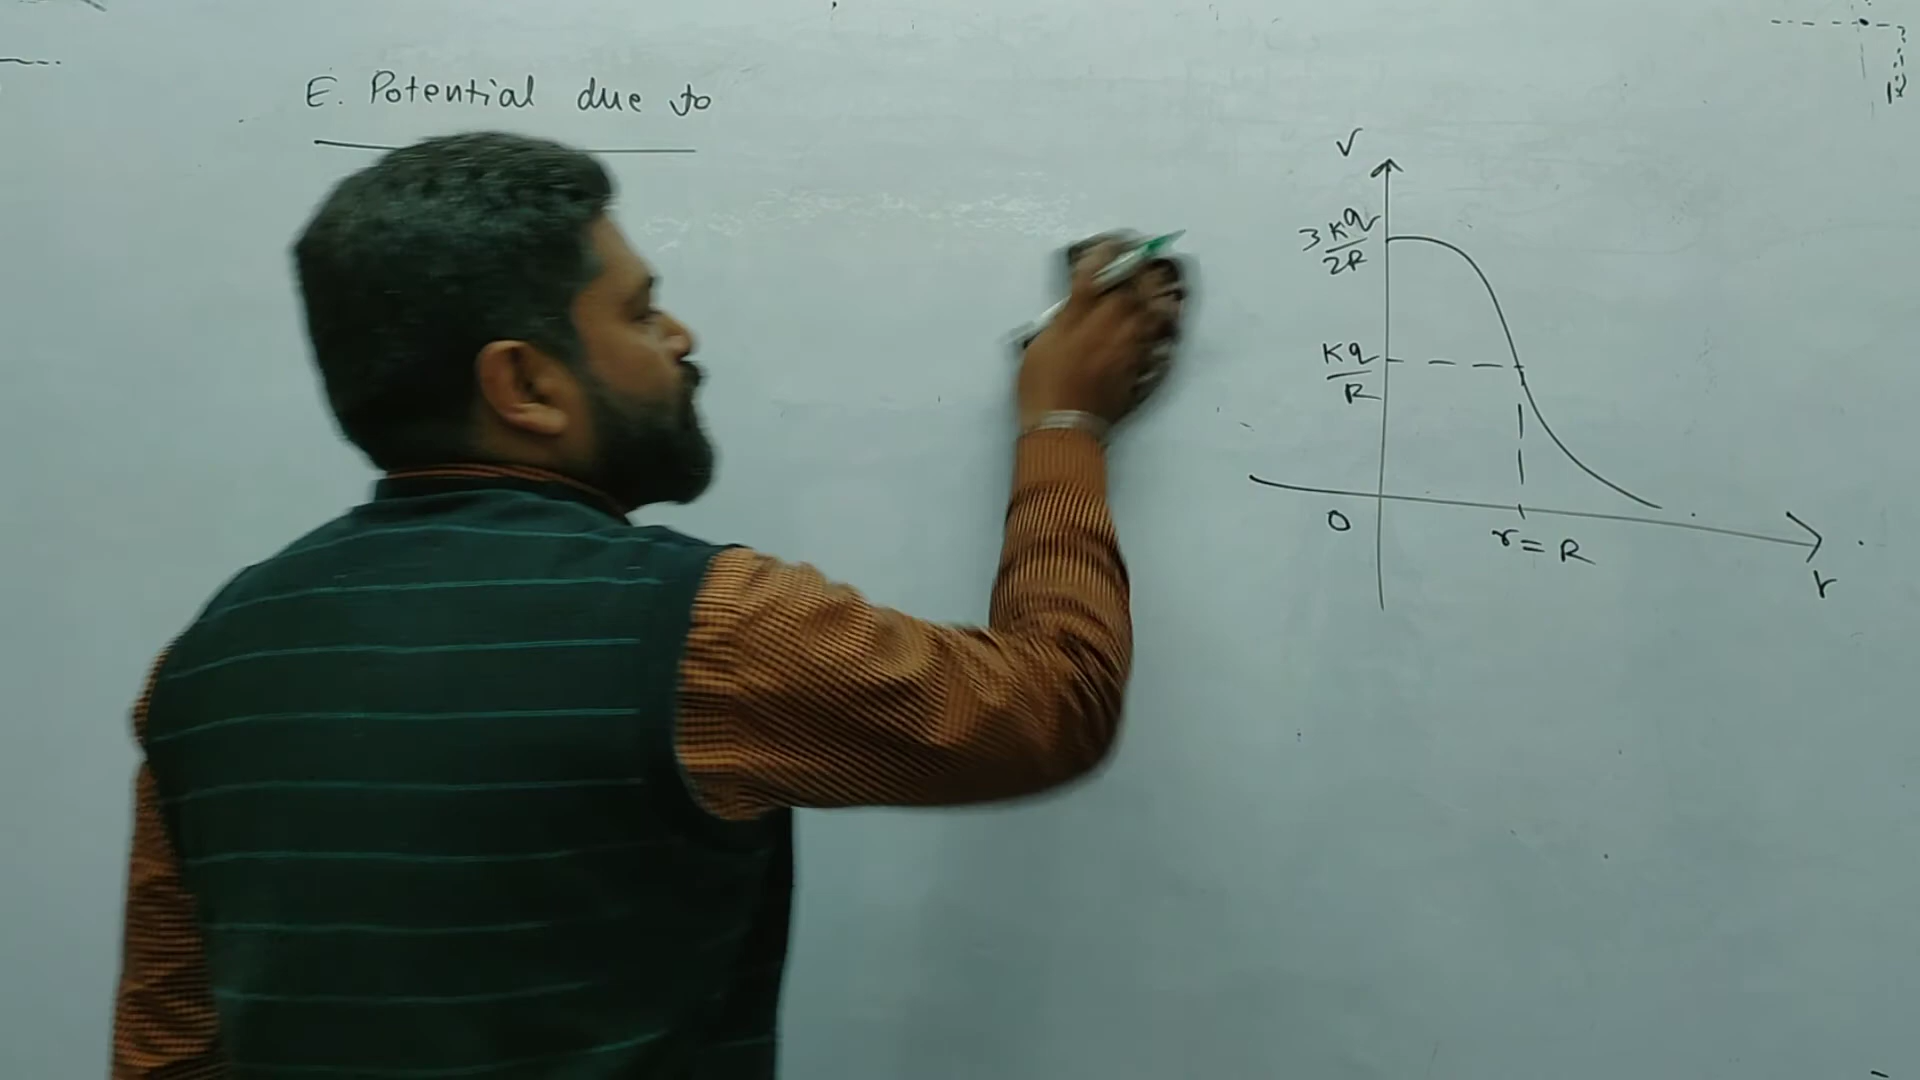 E. Potential due to
V
3Kq
2R
Kq
R
0
r = R
r